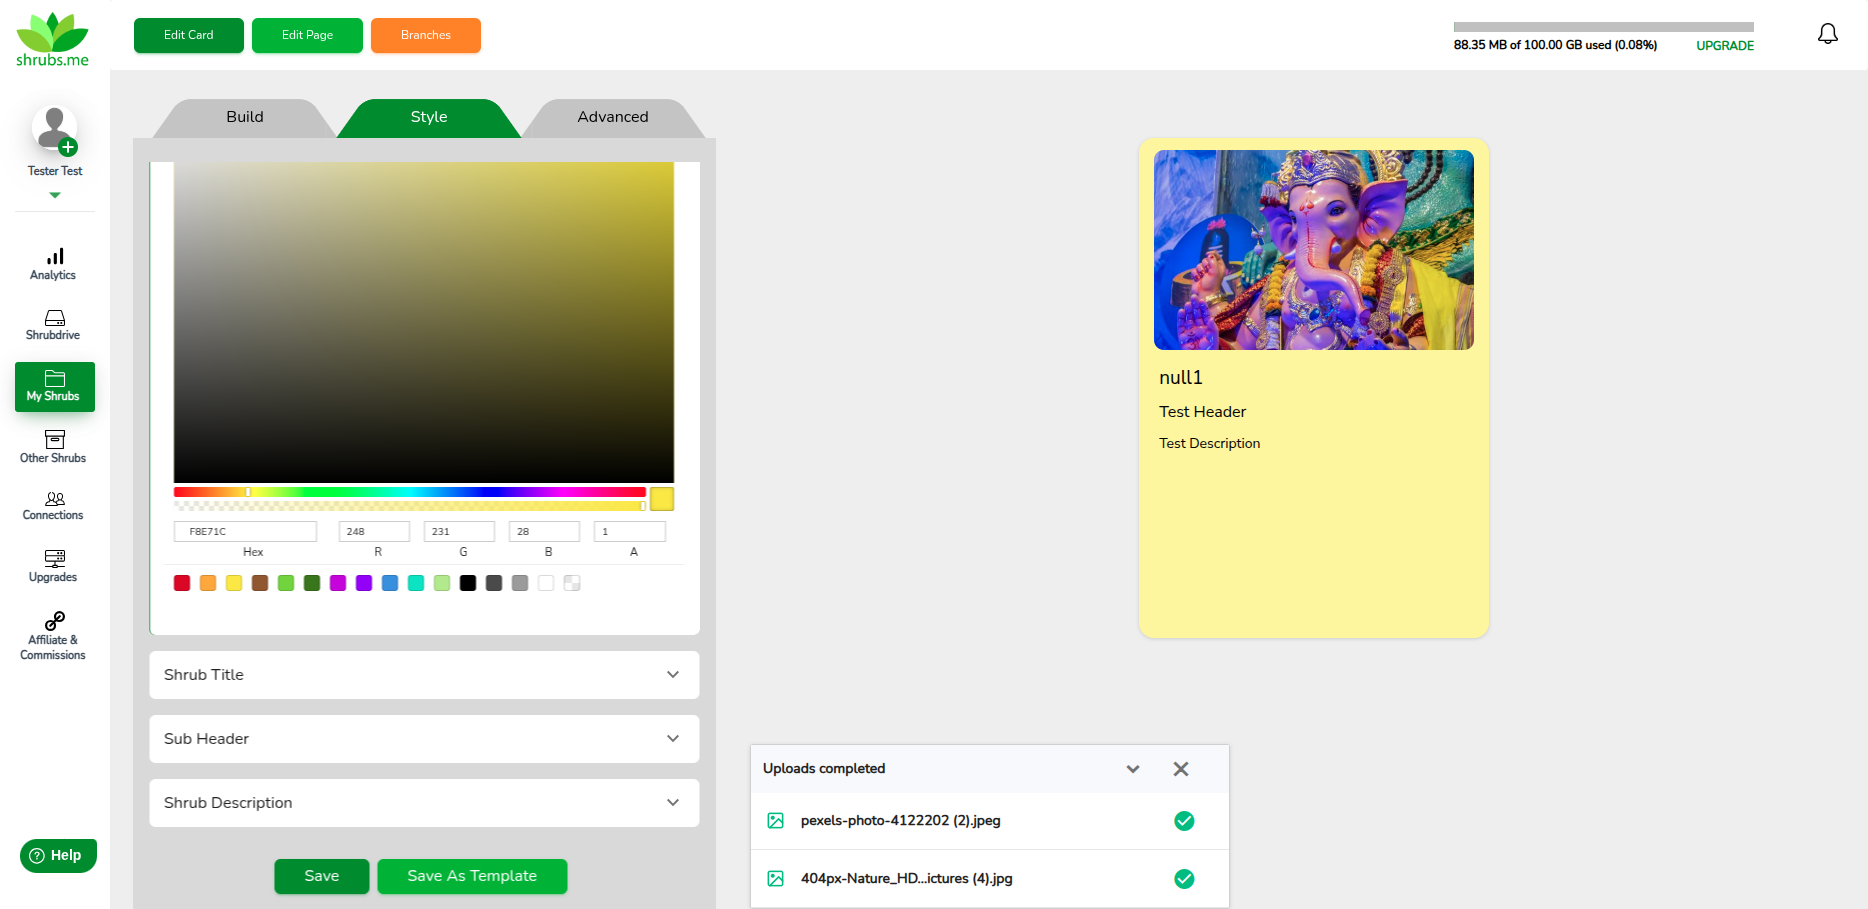 shrubs.me
Edit Card
Edit Page
Branches
88.35 MB of 100.00 GB used (0.08%)
UPGRADE
Tester Test
Analytics
Shrubdrive
My Shrubs
Other Shrubs
Connections
Upgrades
Affiliate &
Commissions
Help
Build
Style
Advanced
F8E71C
248
231
28
1
Hex
R
G
B
A
Shrub Title
Sub Header
Shrub Description
Save
Save As Template
null1
Test Header
Test Description
Uploads completed
pexels-photo-4122202 (2).jpeg
404px-Nature_HD...ictures (4).jpg